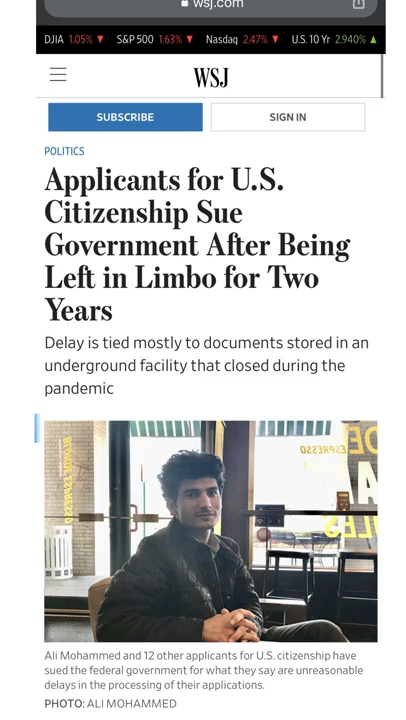 wsj.com
DJIA 1.05% ▼ S&P 500 1.63% ▼ Nasdaq 2.47% ▼ U.S. 10 Yr 2.940% ▲
WSJ
SUBSCRIBE SIGN IN
POLITICS
Applicants for U.S.
Citizenship Sue
Government After Being
Left in Limbo for Two
Years
Delay is tied mostly to documents stored in an
underground facility that closed during the
pandemic
ESPRESSO
Ali Mohammed and 12 other applicants for U.S. citizenship have
sued the federal government for what they say are unreasonable
delays in the processing of their applications.
PHOTO: ALI MOHAMMED